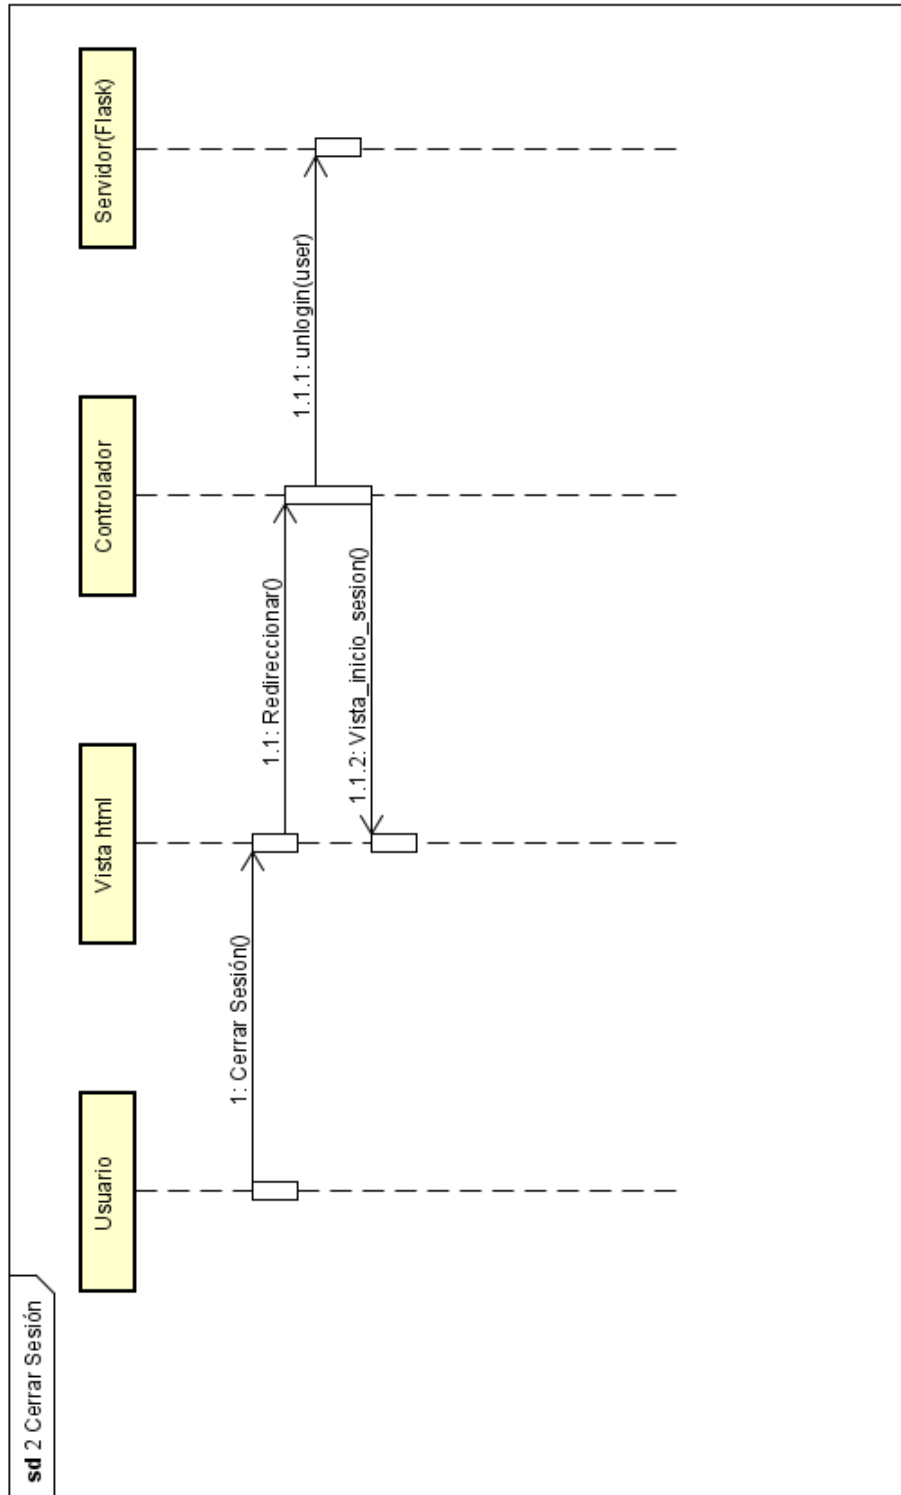 sd 2 Cerrar Sesión
Usuario
Vista html
Controlador
Servidor(Flask)
1: Cerrar Sesión()
1.1: Redireccionar()
1.1.1: unlogin(user)
1.1.2: Vista_inicio_sesion()